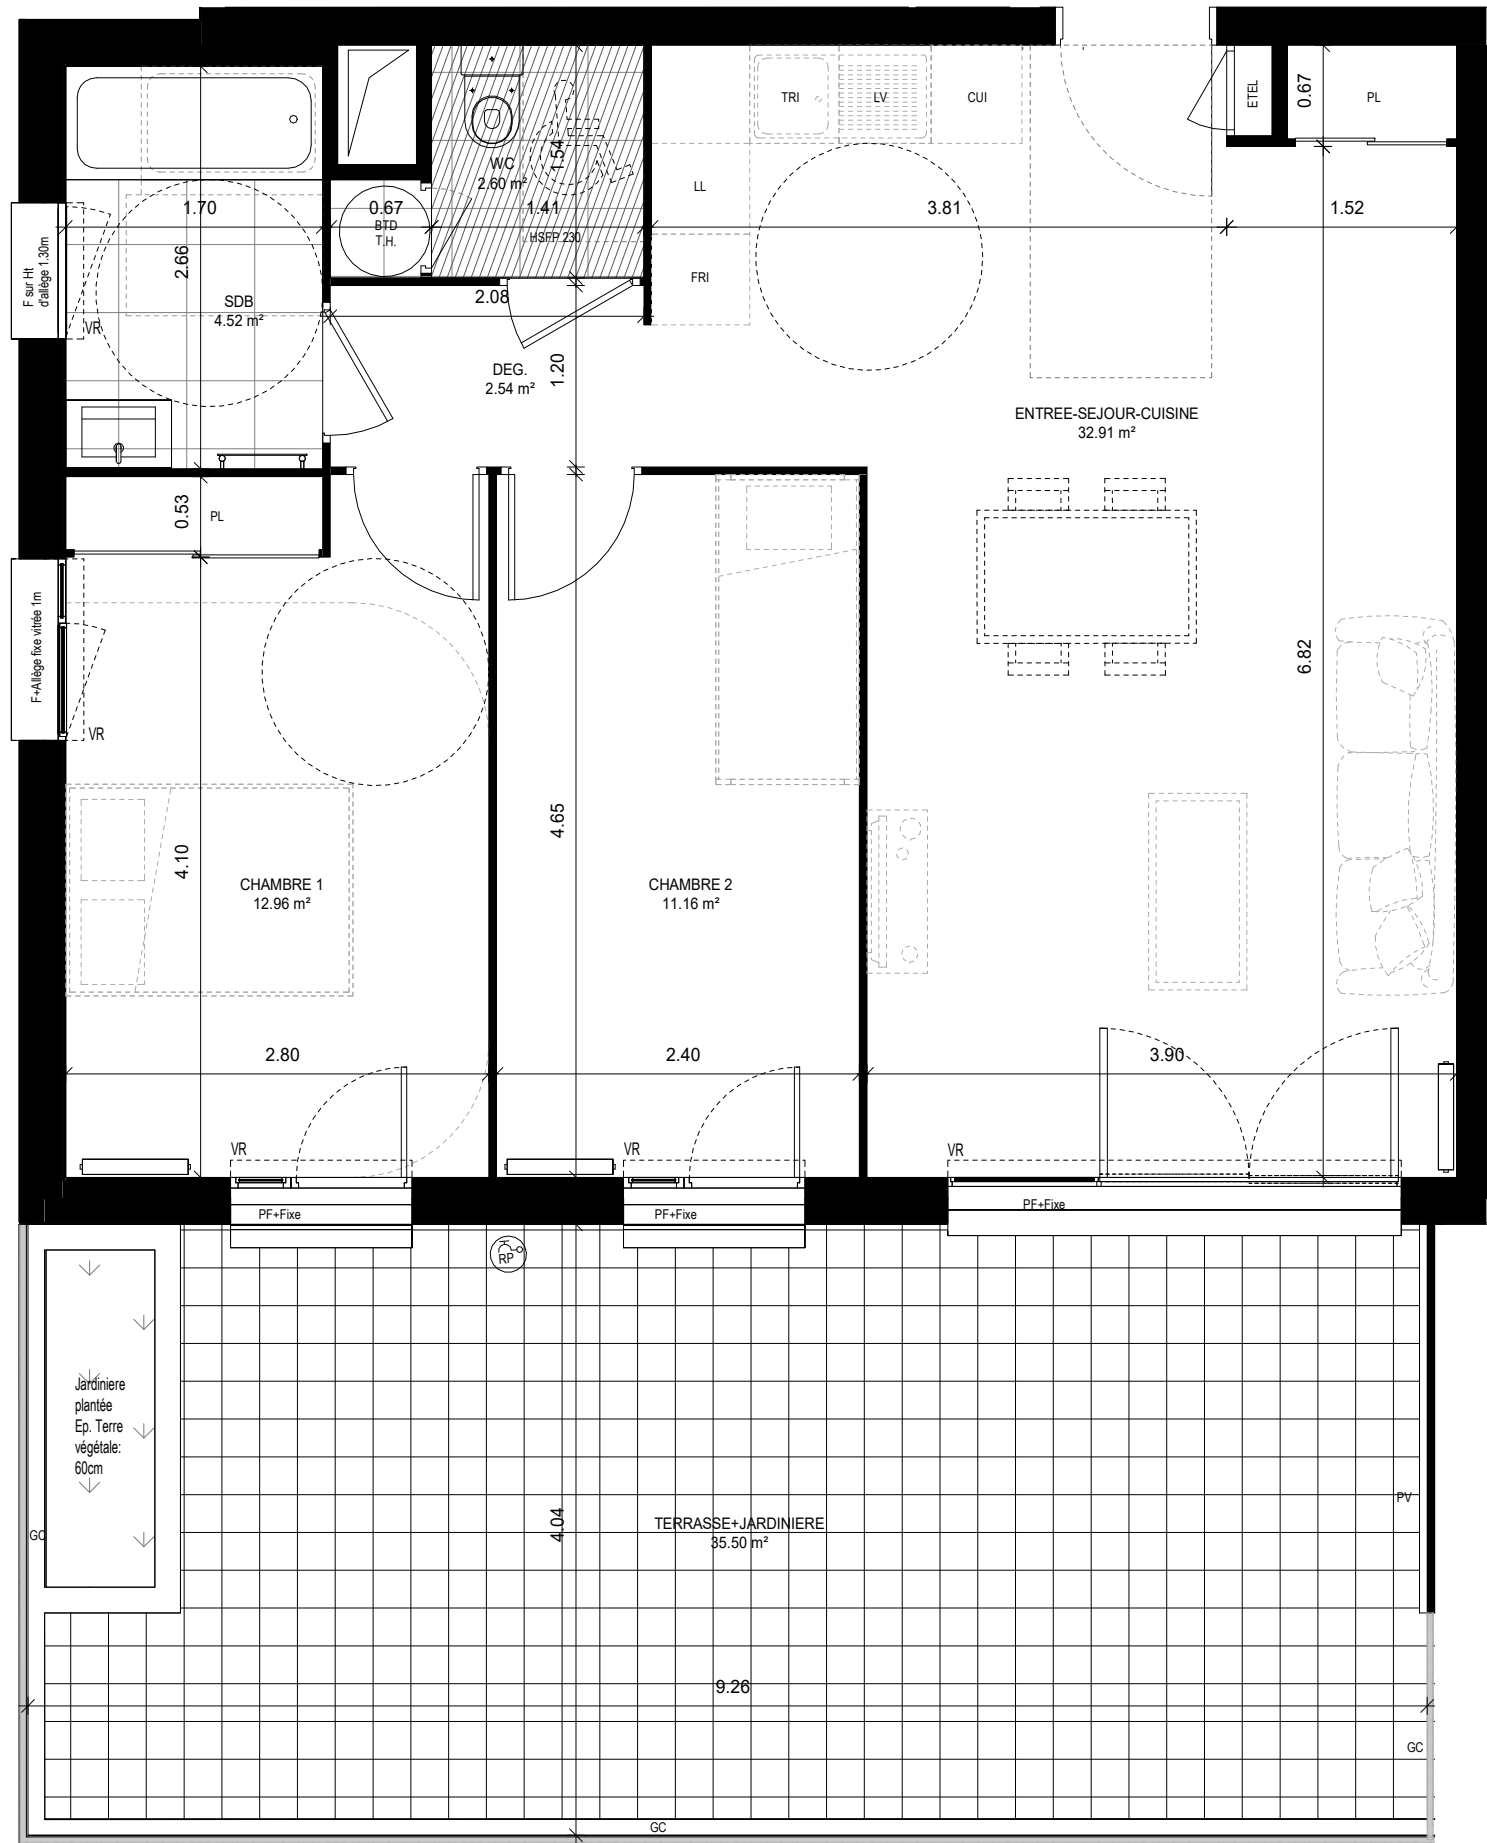 TRI
LV
CUI
ETEL
0.67
PL
WC
2.60 m²
1.54
LL
1.70
0.67
1.41
3.81
1.52
BTD
T.H.
HSFP 230
F sur Ht
d'allège 1.30m
2.66
FRI
SDB
4.52 m²
VR
2.08
DEG.
2.54 m²
1.20
ENTREE-SEJOUR-CUISINE
32.91 m²
0.53
PL
F+Allège fixe vitrée 1m
6.82
VR
4.65
4.10
CHAMBRE 1
12.96 m²
CHAMBRE 2
11.16 m²
2.80
2.40
3.90
VR
VR
VR
PF+Fixe
PF+Fixe
PF+Fixe
RP
Jardiniere
plantée
Ep. Terre
végétale:
60cm
PV
GC
4.04
TERRASSE+JARDINIERE
35.50 m²
9.26
GC
GC